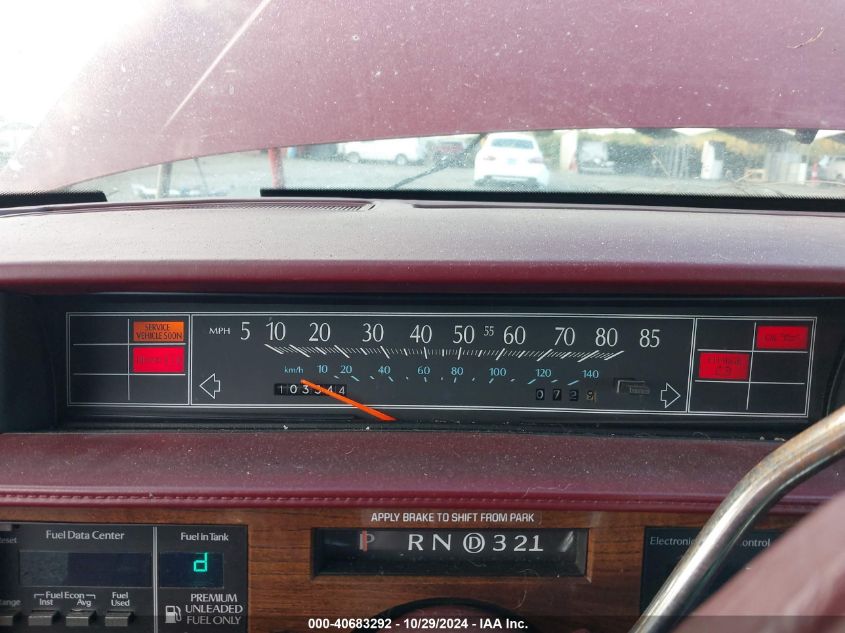 SERVICE
VEHICLE SOON
MPH 5 10 20 30 40 50 55 60 70 80 85
km/h 10 20 40 60 80 100 120 140
103344
0729
APPLY BRAKE TO SHIFT FROM PARK
P R N D 3 2 1
Reset
Fuel Data Center
Fuel in Tank
d
Range
Fuel Econ
Inst
Avg
Fuel
Used
PREMIUM
UNLEADED
FUEL ONLY
Electronic
Control
000-40683292 - 10/29/2024 - IAA, Inc.